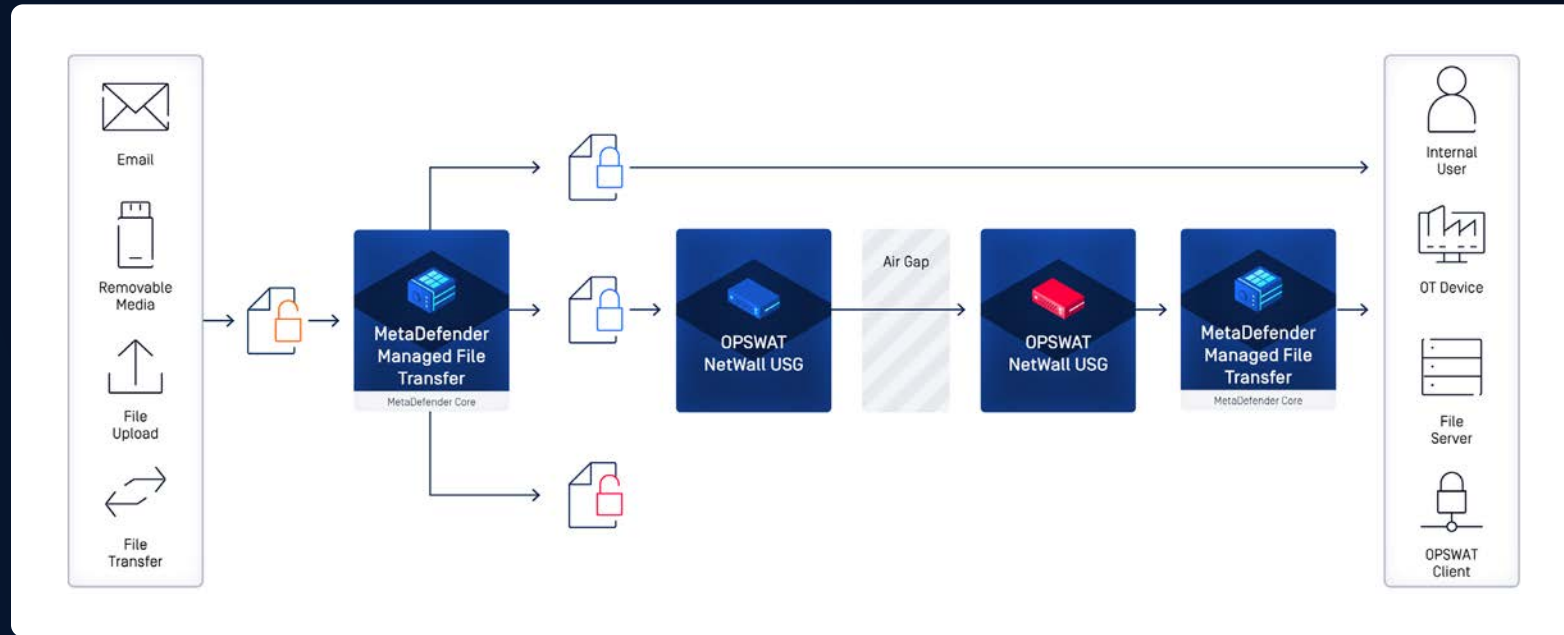 Email
Removable
Media
File
Upload
File
Transfer
MetaDefender
Managed File
Transfer
MetaDefender Core
OPSWAT
NetWall USG
Air Gap
OPSWAT
NetWall USG
MetaDefender
Managed File
Transfer
MetaDefender Core
Internal
User
OT Device
File
Server
OPSWAT
Client